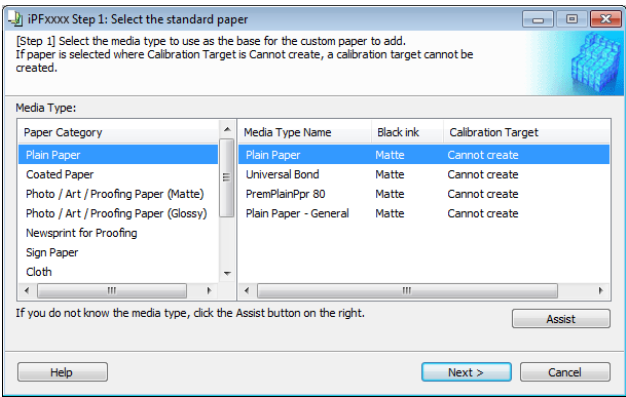 iPFxxxx Step 1: Select the standard paper
[Step 1] Select the media type to use as the base for the custom paper to add.
If paper is selected where Calibration Target is Cannot create, a calibration target cannot be
created.
Media Type:
Paper Category
Plain Paper
Coated Paper
Photo / Art / Proofing Paper (Matte)
Photo / Art / Proofing Paper (Glossy)
Newsprint for Proofing
Sign Paper
Cloth
Media Type Name Black ink Calibration Target
Plain Paper Matte Cannot create
Universal Bond Matte Cannot create
PremPlainPpr 80 Matte Cannot create
Plain Paper - General Matte Cannot create
If you do not know the media type, click the Assist button on the right.
Assist
Help Next > Cancel